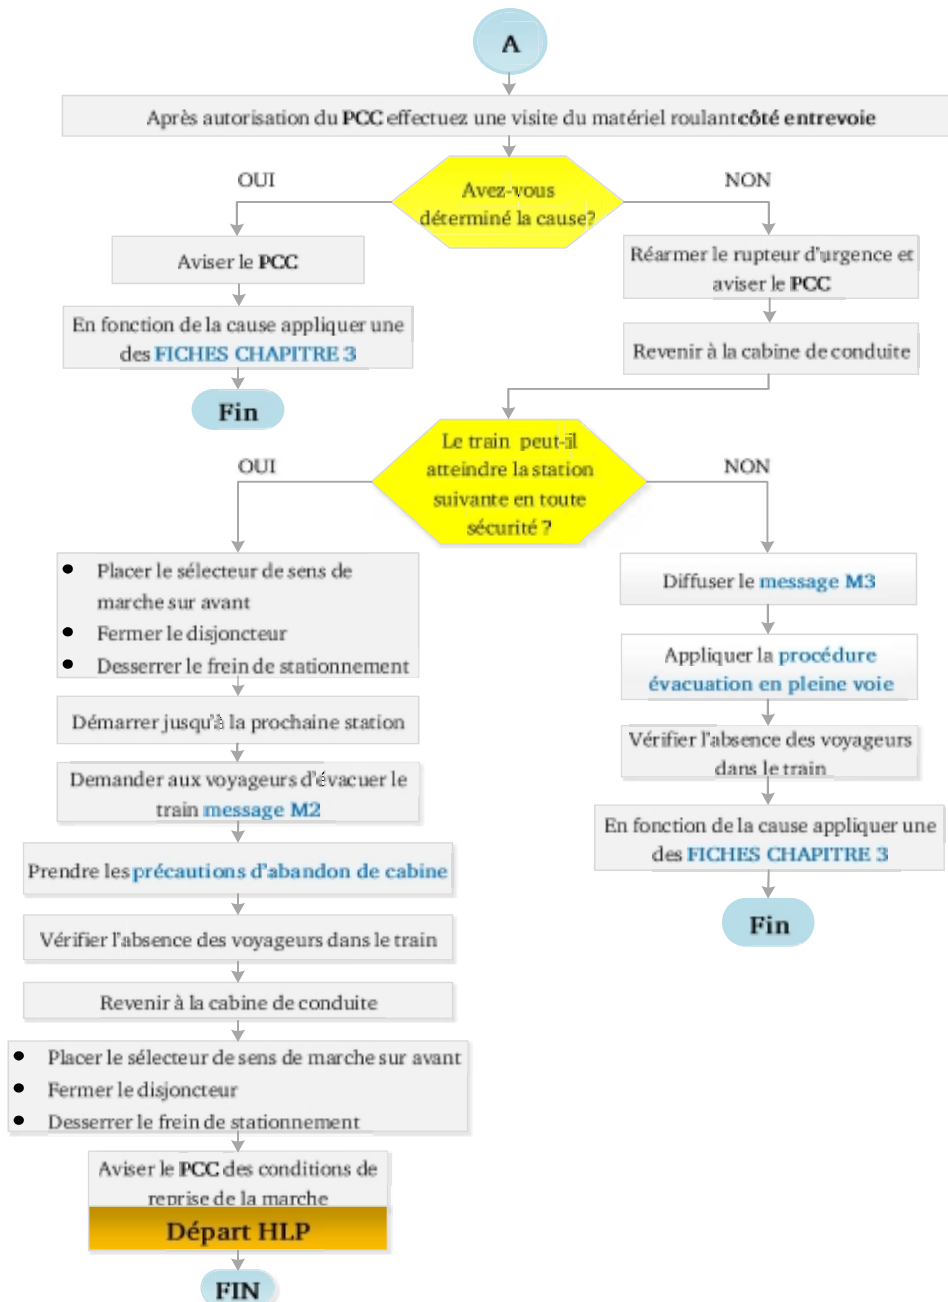 A
Après autorisation du PCC effectuez une visite du matériel roulant côté entrevoie
OUI
Avez-vous
déterminé la cause?
NON
Aviser le PCC
En fonction de la cause appliquer une
des FICHES CHAPITRE 3
Fin
Réarmer le rupteur d'urgence et
aviser le PCC
Revenir à la cabine de conduite
Le train peut-il
atteindre la station
suivante en toute
sécurité ?
OUI
NON
• Placer le sélecteur de sens de
marche sur avant
• Fermer le disjoncteur
• Desserrer le frein de stationnement
Démarrer jusqu'à la prochaine station
Demander aux voyageurs d'évacuer le
train message M2
Prendre les précautions d'abandon de cabine
Vérifier l'absence des voyageurs dans le train
Revenir à la cabine de conduite
• Placer le sélecteur de sens de marche sur avant
• Fermer le disjoncteur
• Desserrer le frein de stationnement
Aviser le PCC des conditions de
reprise de la marche
Départ HLP
FIN
Diffuser le message M3
Appliquer la procédure
évacuation en pleine voie
Vérifier l'absence des voyageurs
dans le train
En fonction de la cause appliquer une
des FICHES CHAPITRE 3
Fin